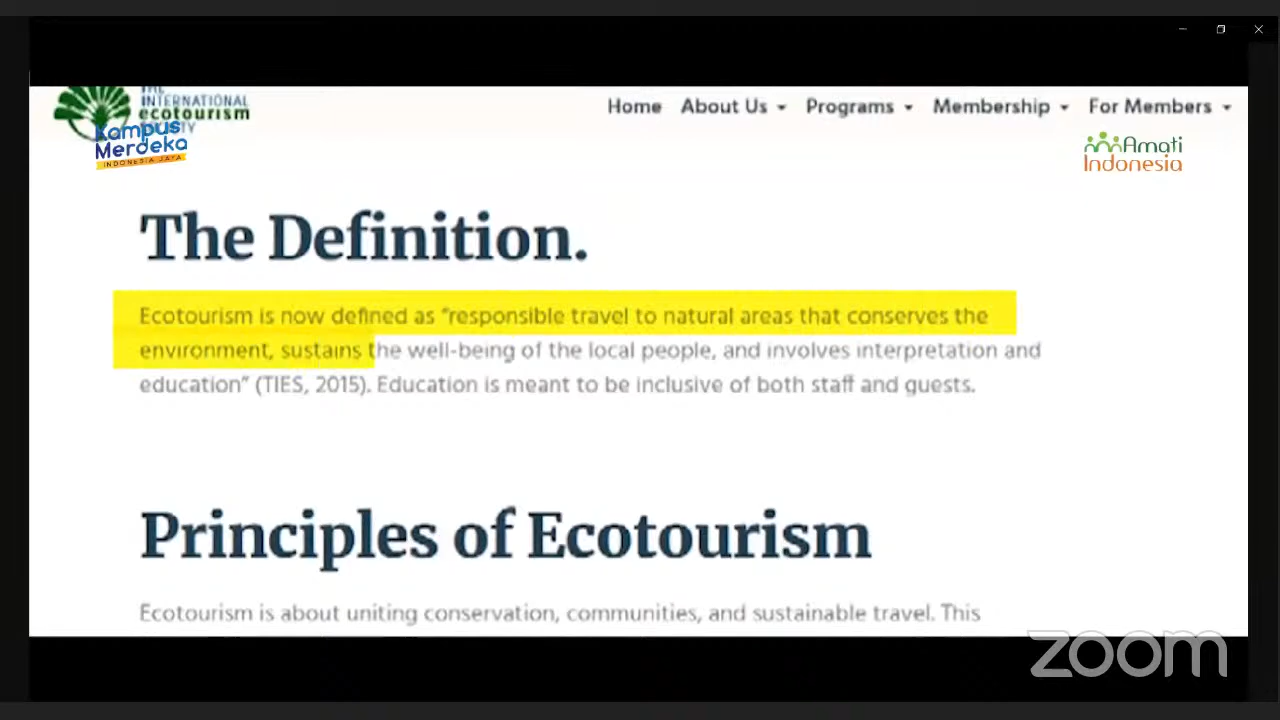 THE
INTERNATIONAL
ecotourism
Kampus
Merdeka
INDONESIA JAYA
Home About Us Programs Membership For Members
Amati
Indonesia
The Definition.
Ecotourism is now defined as "responsible travel to natural areas that conserves the
environment, sustains the well-being of the local people, and involves interpretation and
education" (TIES, 2015). Education is meant to be inclusive of both staff and guests.
Principles of Ecotourism
Ecotourism is about uniting conservation, communities, and sustainable travel. This
zoom